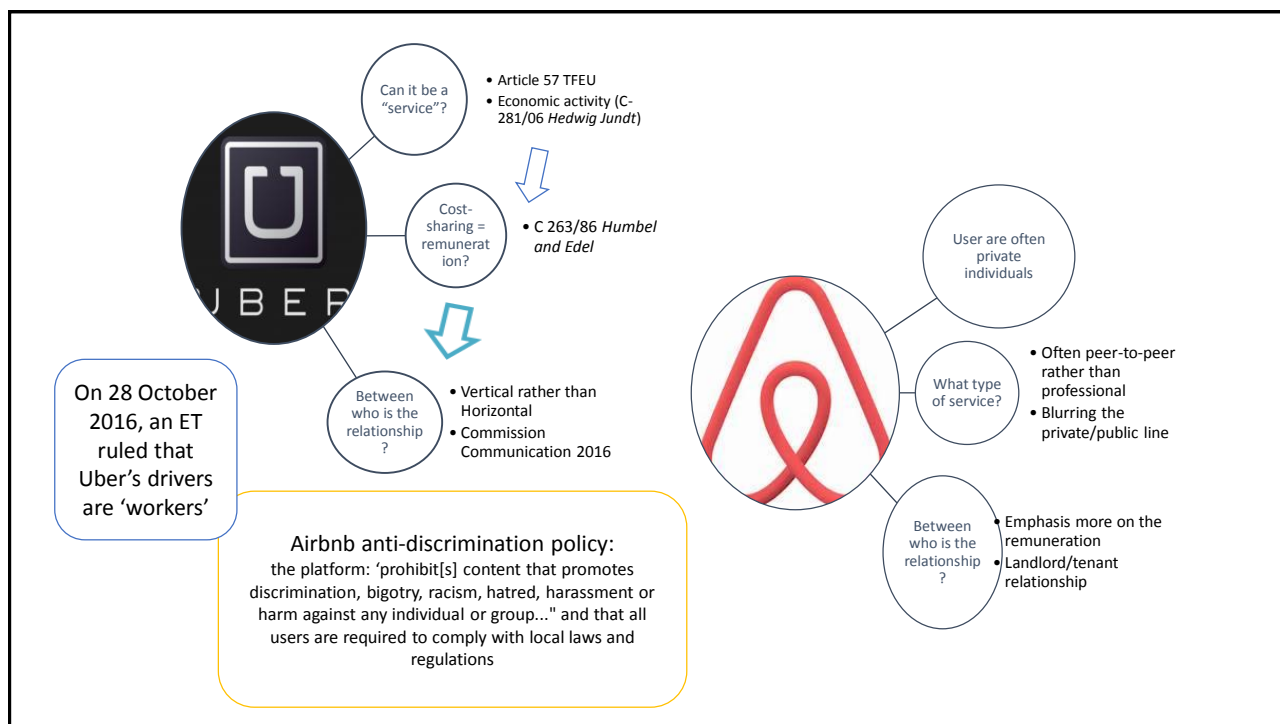 Can it be a
“service”?
• Article 57 TFEU
• Economic activity (C-
281/06 Hedwig Jundt)
UBER
Cost-
sharing =
remunerat
ion?
• C 263/86 Humbel
and Edel
Between
who is the
relationship
?
• Vertical rather than
Horizontal
• Commission
Communication 2016
On 28 October
2016, an ET
ruled that
Uber’s drivers
are ‘workers’
Airbnb anti-discrimination policy:
the platform: ‘prohibit[s] content that promotes
discrimination, bigotry, racism, hatred, harassment or
harm against any individual or group..." and that all
users are required to comply with local laws and
regulations
User are often
private
individuals
What type
of service?
• Often peer-to-peer
rather than
professional
• Blurring the
private/public line
Between
who is the
relationship
?
• Emphasis more on the
remuneration
• Landlord/tenant
relationship